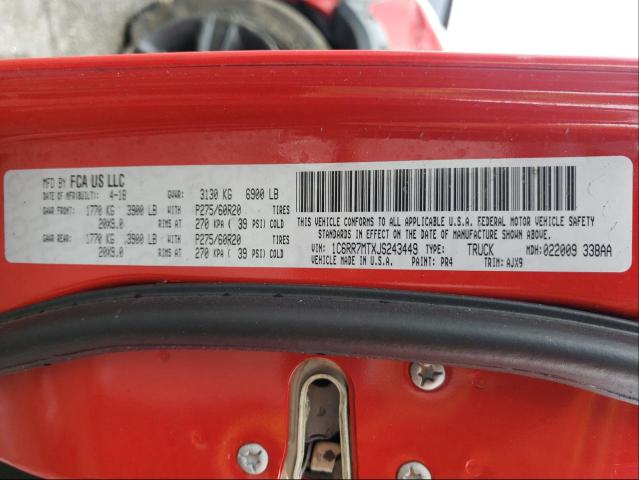 MFD BY FCA US LLC
DATE OF MFR(BUILT): 4-18 GVWR: 3130 KG 6900 LB
GAWR FRONT: 1770 KG 3900 LB WITH P275/60R20 TIRES
20X9.0 RIMS AT 270 KPA ( 39 PSI) COLD
GAWR REAR: 1770 KG 3900 LB WITH P275/60R20 TIRES
20X9.0 RIMS AT 270 KPA ( 39 PSI) COLD
THIS VEHICLE CONFORMS TO ALL APPLICABLE U.S.A. FEDERAL MOTOR VEHICLE SAFETY
STANDARDS IN EFFECT ON THE DATE OF MANUFACTURE SHOWN ABOVE.
VIN: 1C6RR7MTXJS243449 TYPE: TRUCK MDH: 022009 338AA
VEHICLE MADE IN U.S.A. PAINT: PR4 TRIM: AJX9